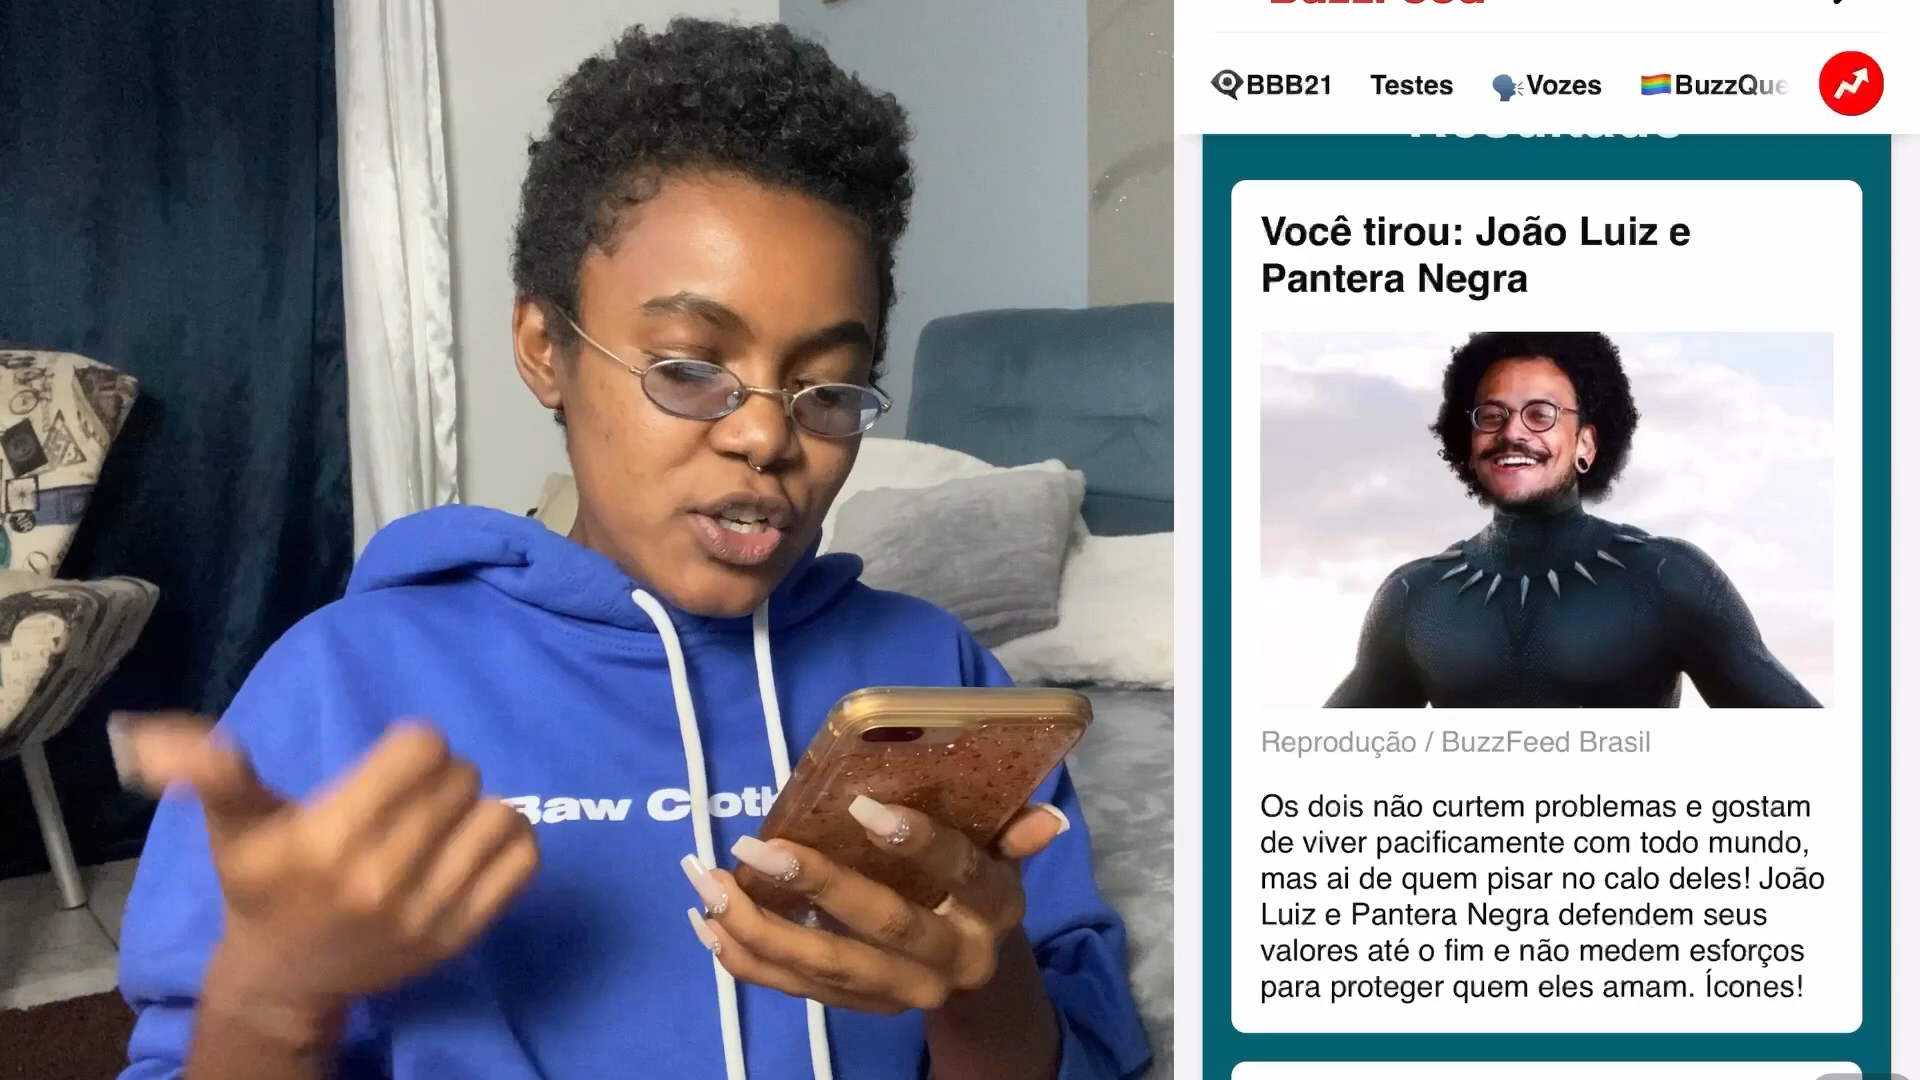 BuzzFeed
BBB21 Testes Vozes BuzzQue
Resultado
Você tirou: João Luiz e
Pantera Negra
Reprodução / BuzzFeed Brasil
Os dois não curtem problemas e gostam
de viver pacificamente com todo mundo,
mas ai de quem pisar no calo deles! João
Luiz e Pantera Negra defendem seus
valores até o fim e não medem esforços
para proteger quem eles amam. Ícones!
Baw Cloth